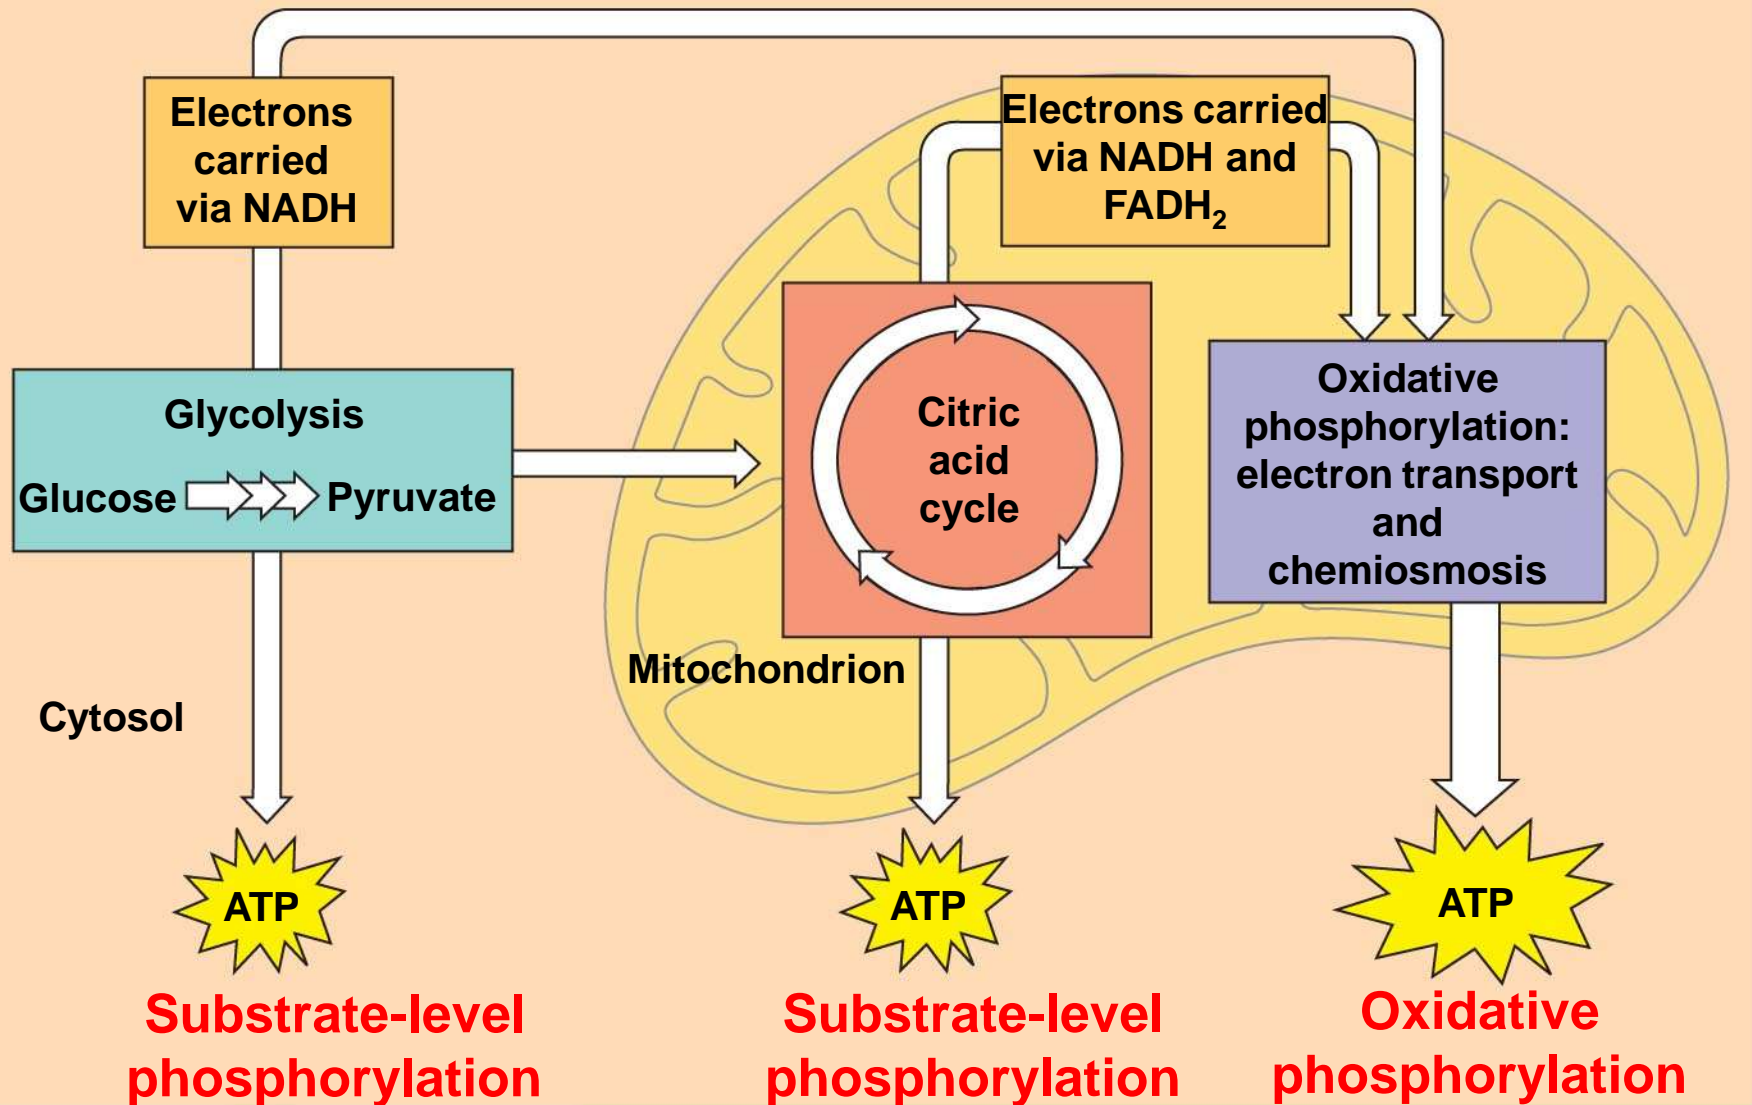 Electrons
carried
via NADH
Electrons carried
via NADH and
FADH₂
Glycolysis
Glucose Pyruvate
Citric
acid
cycle
Oxidative
phosphorylation:
electron transport
and
chemiosmosis
Mitochondrion
Cytosol
ATP
ATP
ATP
Substrate-level
phosphorylation
Substrate-level
phosphorylation
Oxidative
phosphorylation